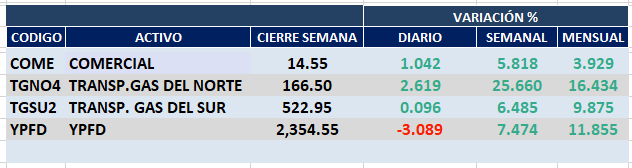 VARIACIÓN %
CODIGO ACTIVO CIERRE SEMANA DIARIO SEMANAL MENSUAL
COME COMERCIAL 14.55 1.042 5.818 3.929
TGNO4 TRANSP.GAS DEL NORTE 166.50 2.619 25.660 16.434
TGSU2 TRANSP. GAS DEL SUR 522.95 0.096 6.485 9.875
YPFD YPFD 2,354.55 -3.089 7.474 11.855